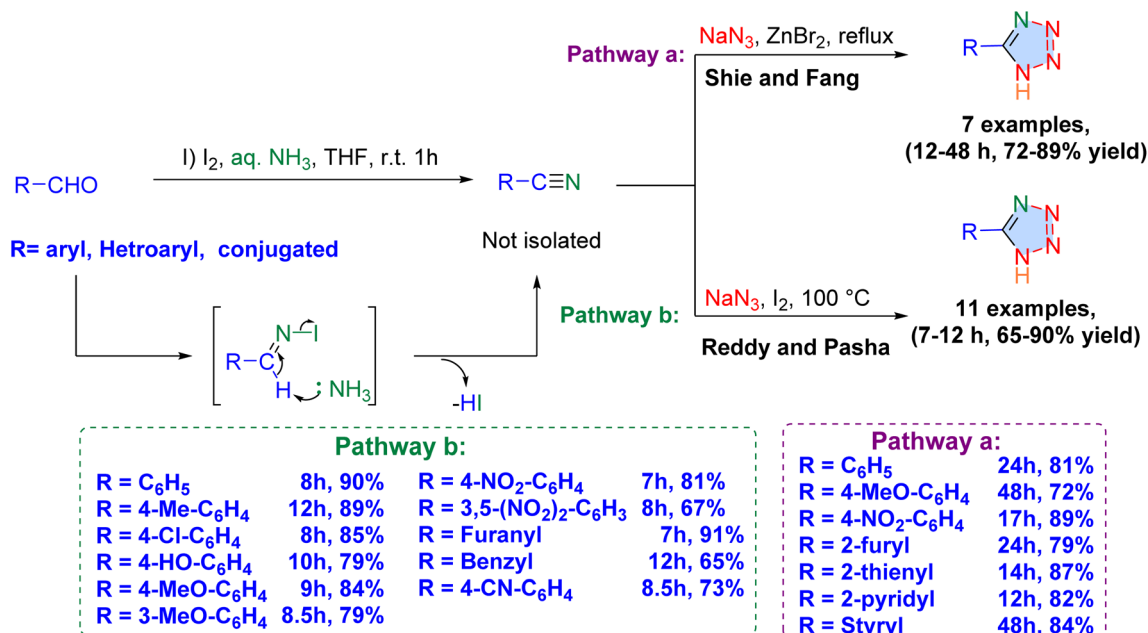 Pathway a:
NaN3, ZnBr2, reflux
Shie and Fang
R
N
N
N
N
H
7 examples,
(12-48 h, 72-89% yield)
R-CHO
I) I2, aq. NH3, THF, r.t. 1h
R-C≡N
Not isolated
R= aryl, Hetroaryl, conjugated
R
N
N
N
N
H
Pathway b:
NaN3, I2, 100 °C
Reddy and Pasha
11 examples,
(7-12 h, 65-90% yield)
N-I
R-C
H
:NH3
-HI
Pathway b:
R = C6H5 8h, 90%
R = 4-Me-C6H4 12h, 89%
R = 4-Cl-C6H4 8h, 85%
R = 4-HO-C6H4 10h, 79%
R = 4-MeO-C6H4 9h, 84%
R = 3-MeO-C6H4 8.5h, 79%
R = 4-NO2-C6H4 7h, 81%
R = 3,5-(NO2)2-C6H3 8h, 67%
R = Furanyl 7h, 91%
R = Benzyl 12h, 65%
R = 4-CN-C6H4 8.5h, 73%
Pathway a:
R = C6H5 24h, 81%
R = 4-MeO-C6H4 48h, 72%
R = 4-NO2-C6H4 17h, 89%
R = 2-furyl 24h, 79%
R = 2-thienyl 14h, 87%
R = 2-pyridyl 12h, 82%
R = Styryl 48h, 84%